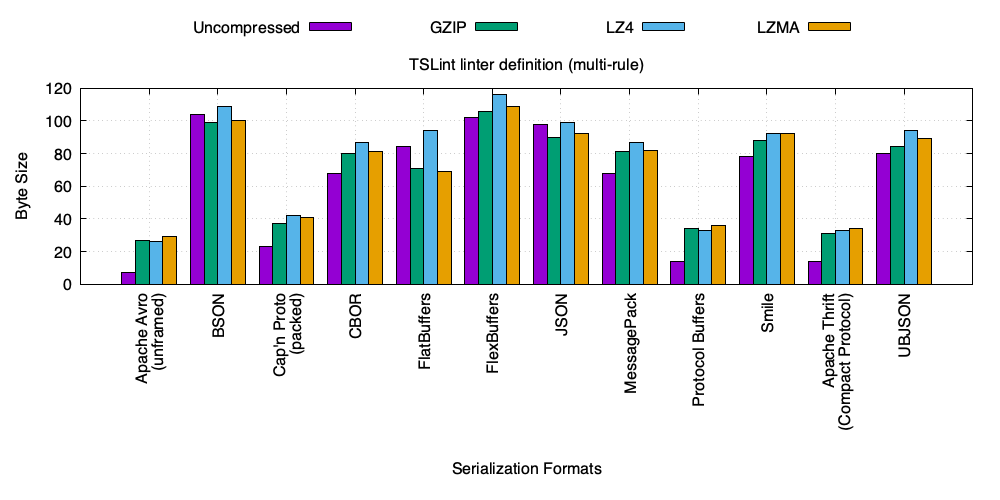 Uncompressed GZIP LZ4 LZMA
TSLint linter definition (multi-rule)
Byte Size
120
100
80
60
40
20
0
Apache Avro
(unframed)
BSON
Cap'n Proto
(packed)
CBOR
FlatBuffers
FlexBuffers
JSON
MessagePack
Protocol Buffers
Smile
Apache Thrift
(Compact Protocol)
UBJSON
Serialization Formats